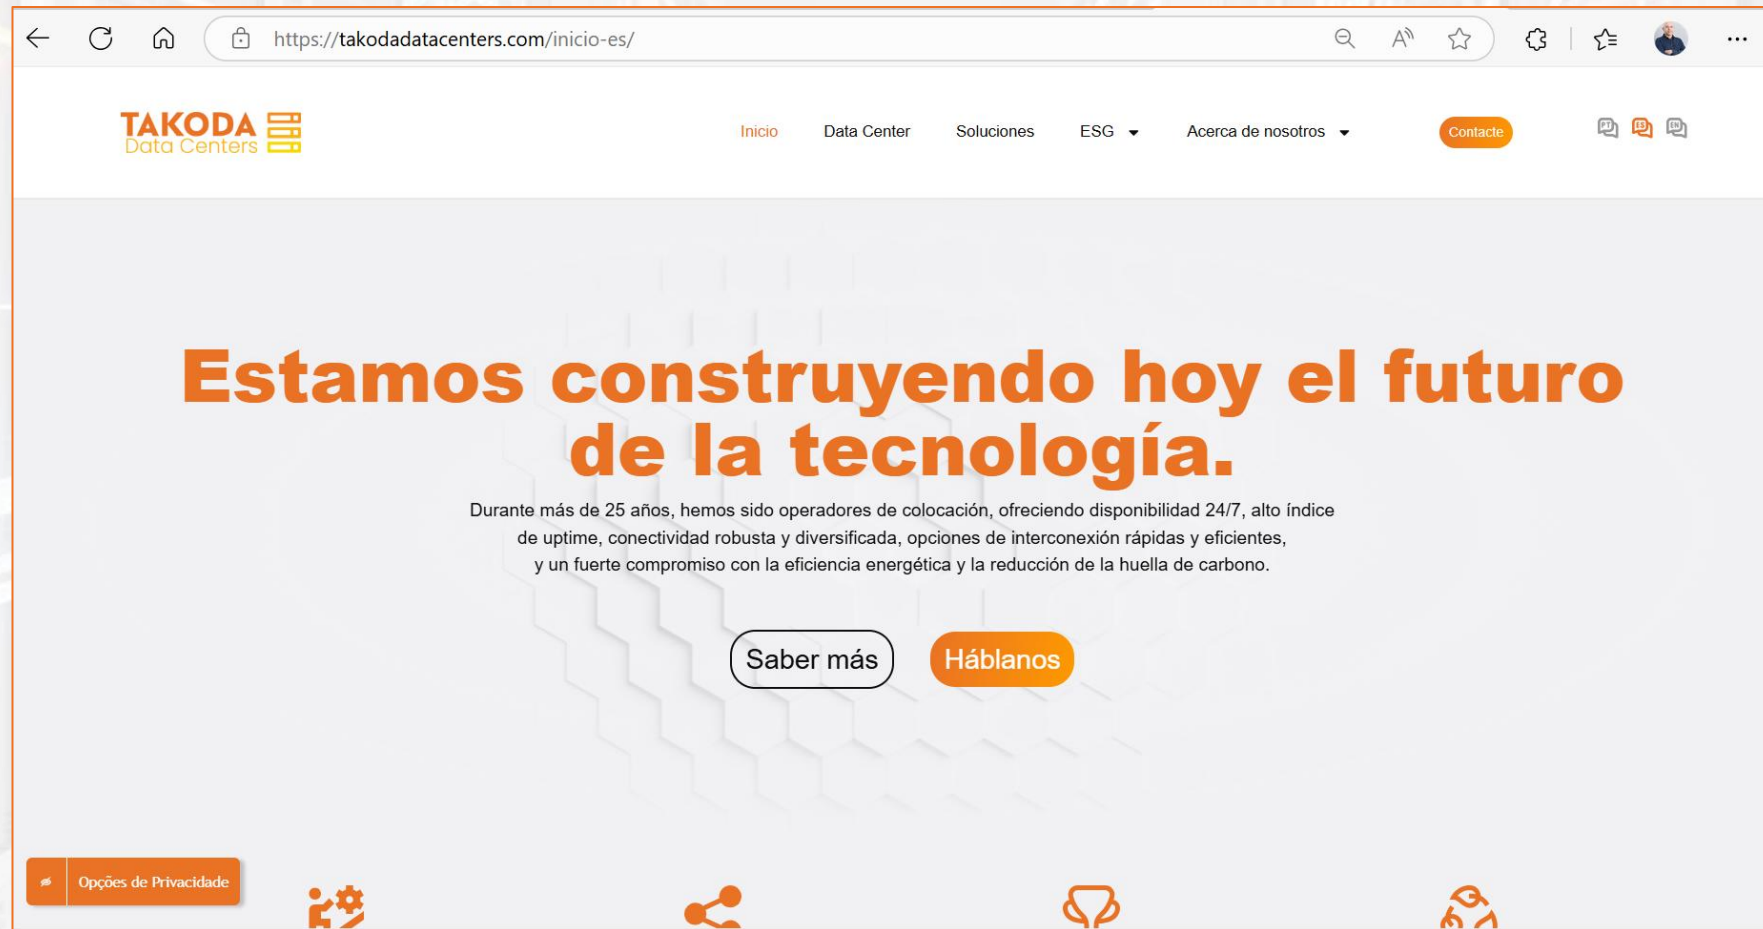 https://takodadatacenters.com/inicio-es/
TAKODA
Data Centers
Inicio
Data Center
Soluciones
ESG
Acerca de nosotros
Contacte
PT
ES
EN
Estamos construyendo hoy el futuro
de la tecnología.
Durante más de 25 años, hemos sido operadores de colocación, ofreciendo disponibilidad 24/7, alto índice
de uptime, conectividad robusta y diversificada, opciones de interconexión rápidas y eficientes,
y un fuerte compromiso con la eficiencia energética y la reducción de la huella de carbono.
Saber más
Háblanos
Opções de Privacidade